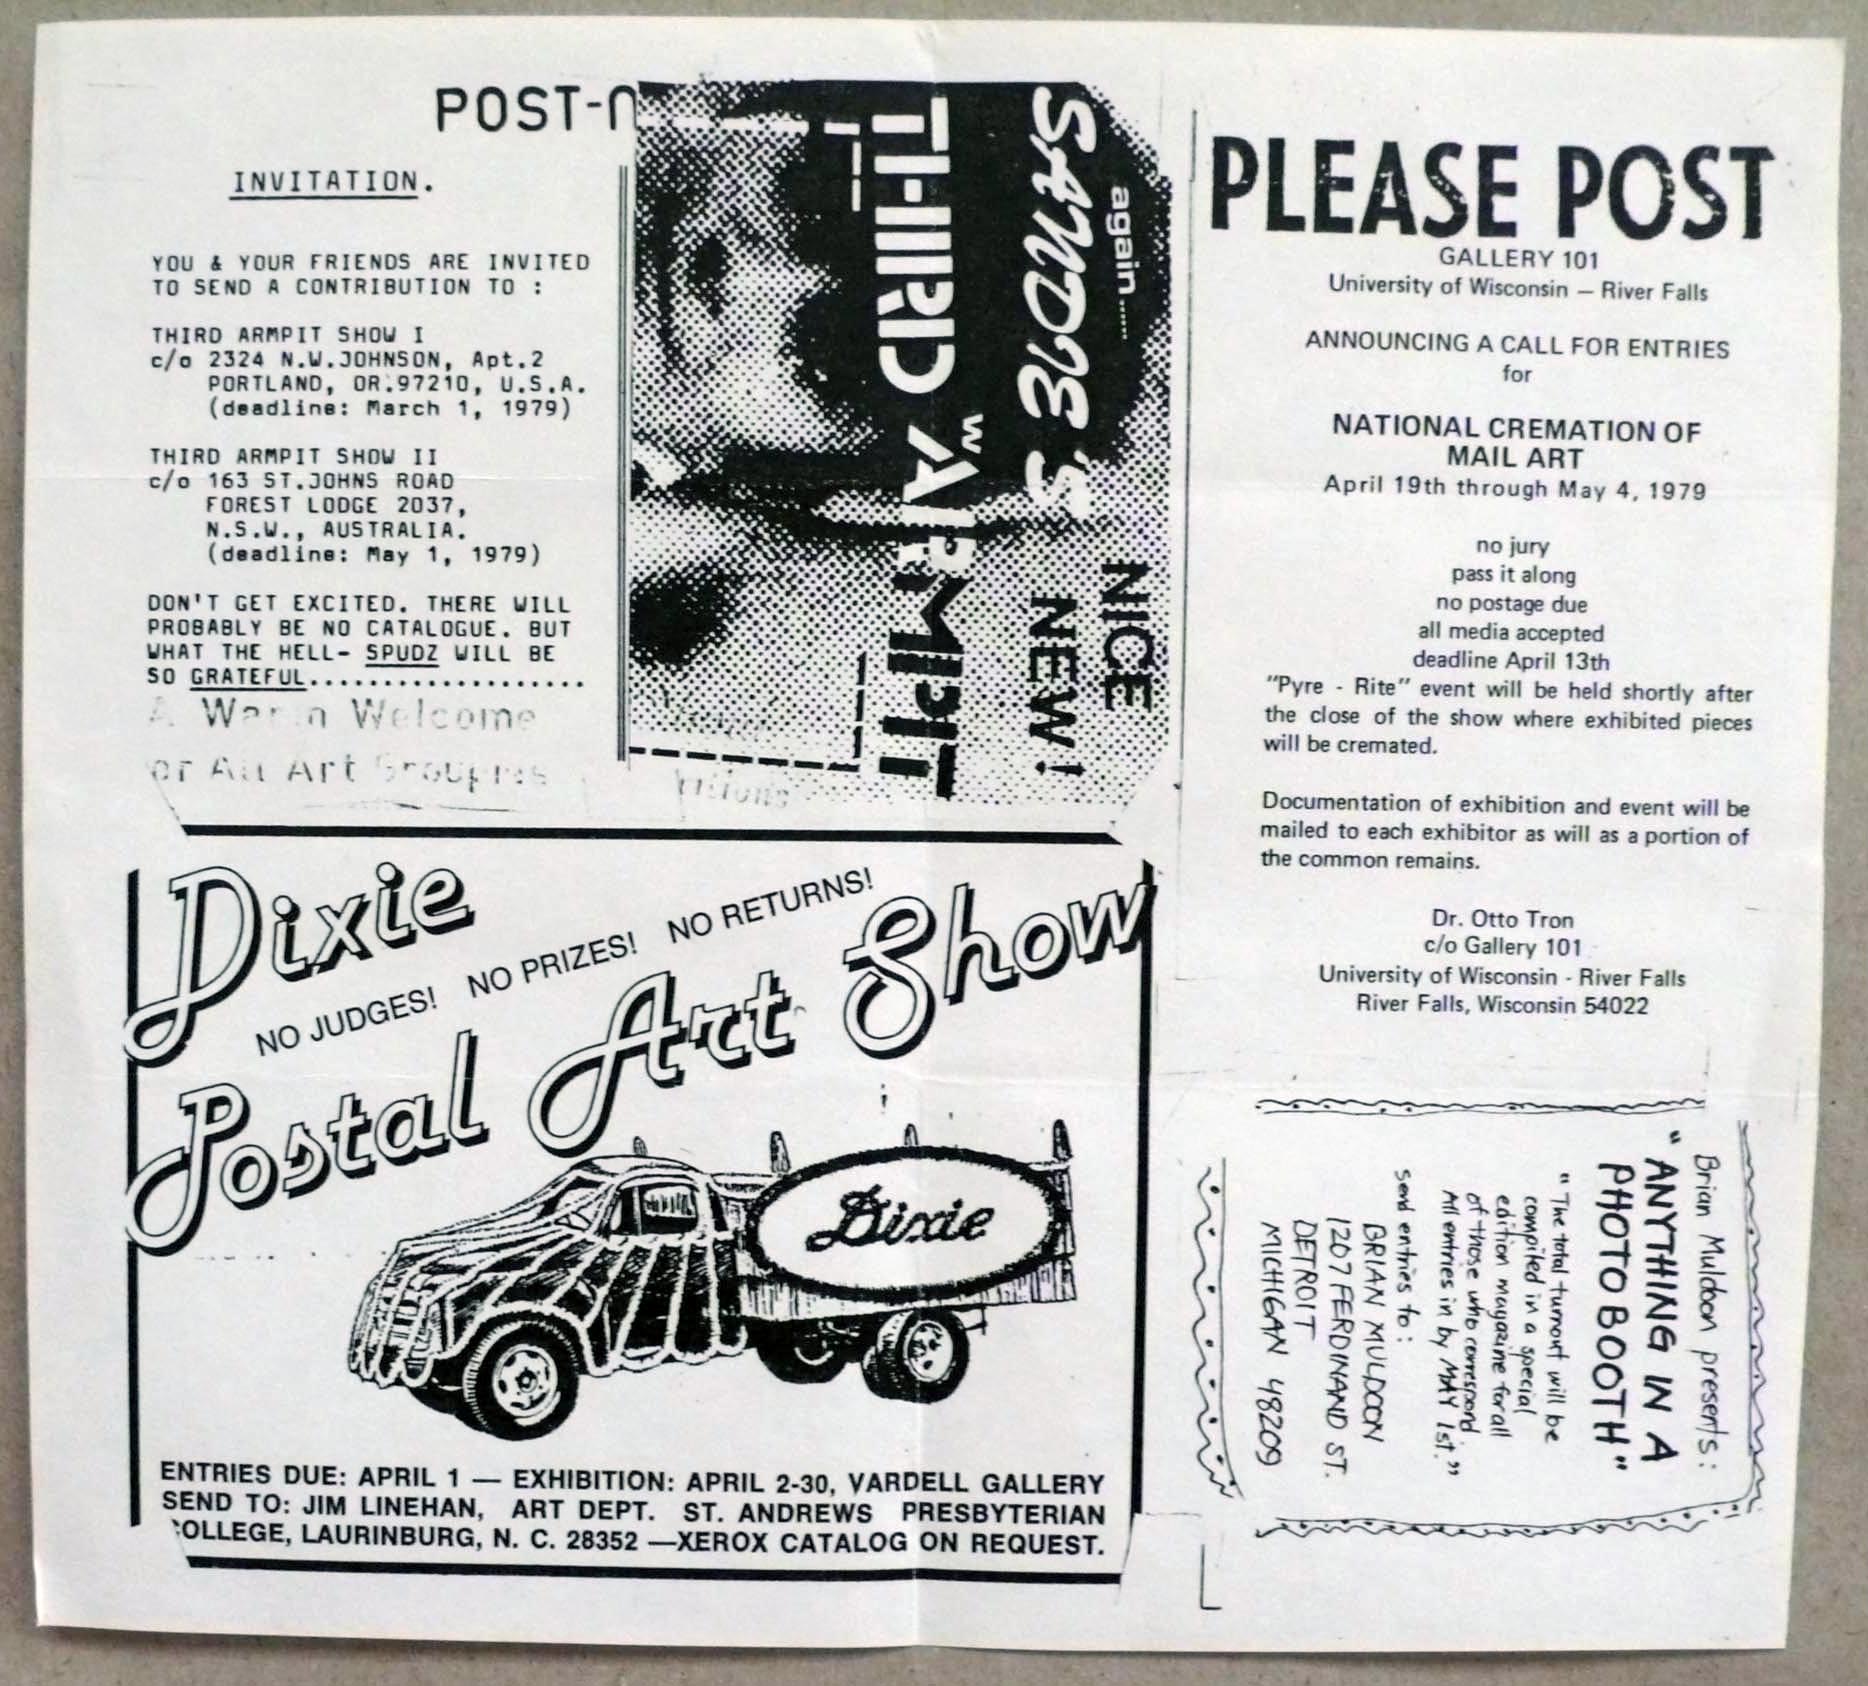 POST-
INVITATION.
YOU & YOUR FRIENDS ARE INVITED
TO SEND A CONTRIBUTION TO :
THIRD ARMPIT SHOW I
c/o 2324 N.W.JOHNSON, Apt.2
PORTLAND, OR.97210, U.S.A.
(deadline: March 1, 1979)
THIRD ARMPIT SHOW II
c/o 163 ST.JOHNS ROAD
FOREST LODGE 2037,
N.S.W., AUSTRALIA.
(deadline: May 1, 1979)
DON'T GET EXCITED. THERE WILL
PROBABLY BE NO CATALOGUE. BUT
WHAT THE HELL- SPUDZ WILL BE
SO GRATEFUL...................
A Warm Welcome
or All Art Groupies
again......
SANDIE'S
NICE
NEW!
THIRD ARMPIT
W
PLEASE POST
GALLERY 101
University of Wisconsin — River Falls
ANNOUNCING A CALL FOR ENTRIES
for
NATIONAL CREMATION OF
MAIL ART
April 19th through May 4, 1979
no jury
pass it along
no postage due
all media accepted
deadline April 13th
"Pyre - Rite" event will be held shortly after
the close of the show where exhibited pieces
will be cremated.
Documentation of exhibition and event will be
mailed to each exhibitor as will as a portion of
the common remains.
Dr. Otto Tron
c/o Gallery 101
University of Wisconsin - River Falls
River Falls, Wisconsin 54022
Dixie
NO JUDGES! NO PRIZES! NO RETURNS!
Postal Art Show
Dixie
ENTRIES DUE: APRIL 1 — EXHIBITION: APRIL 2-30, VARDELL GALLERY
SEND TO: JIM LINEHAN, ART DEPT. ST. ANDREWS PRESBYTERIAN
COLLEGE, LAURINBURG, N. C. 28352 —XEROX CATALOG ON REQUEST.
Brian Muldoon presents:
"ANYTHING IN A
PHOTO BOOTH"
"The total turnout will be
compiled in a special
edition magazine for all
of those who correspond.
All entries in by MAY 1st."
send entries to:
BRIAN MULDOON
1207 FERDINAND ST.
DETROIT
MICHIGAN 48209